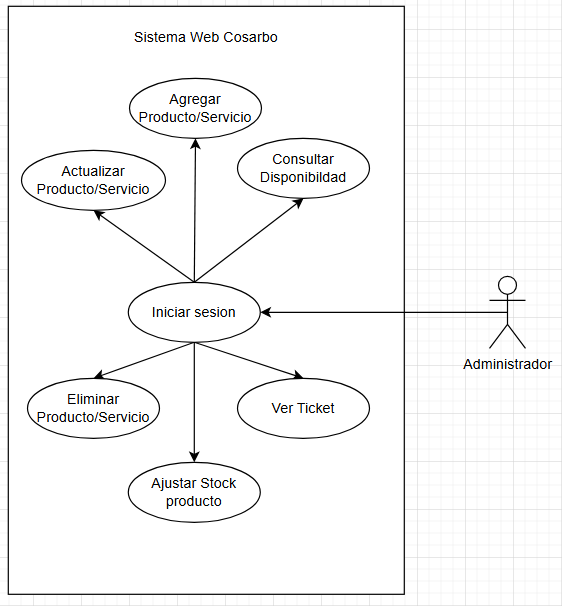 Sistema Web Cosarbo
Agregar
Producto/Servicio
Consultar
Disponibildad
Actualizar
Producto/Servicio
Iniciar sesion
Administrador
Eliminar
Producto/Servicio
Ver Ticket
Ajustar Stock
producto